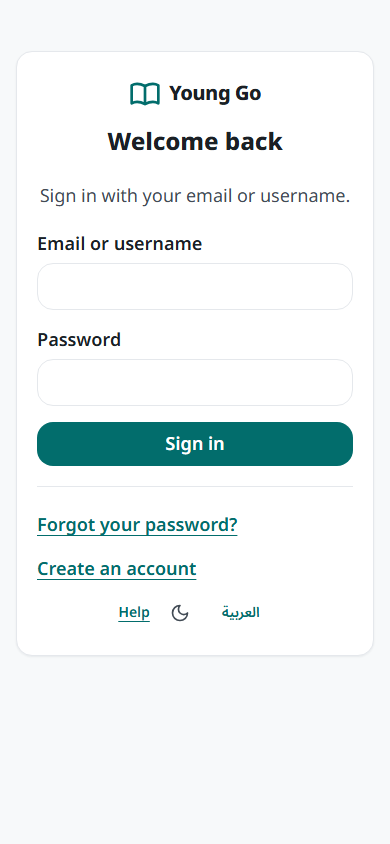 Young Go
Welcome back
Sign in with your email or username.
Email or username
Password
Sign in
Forgot your password?
Create an account
Help
العربية